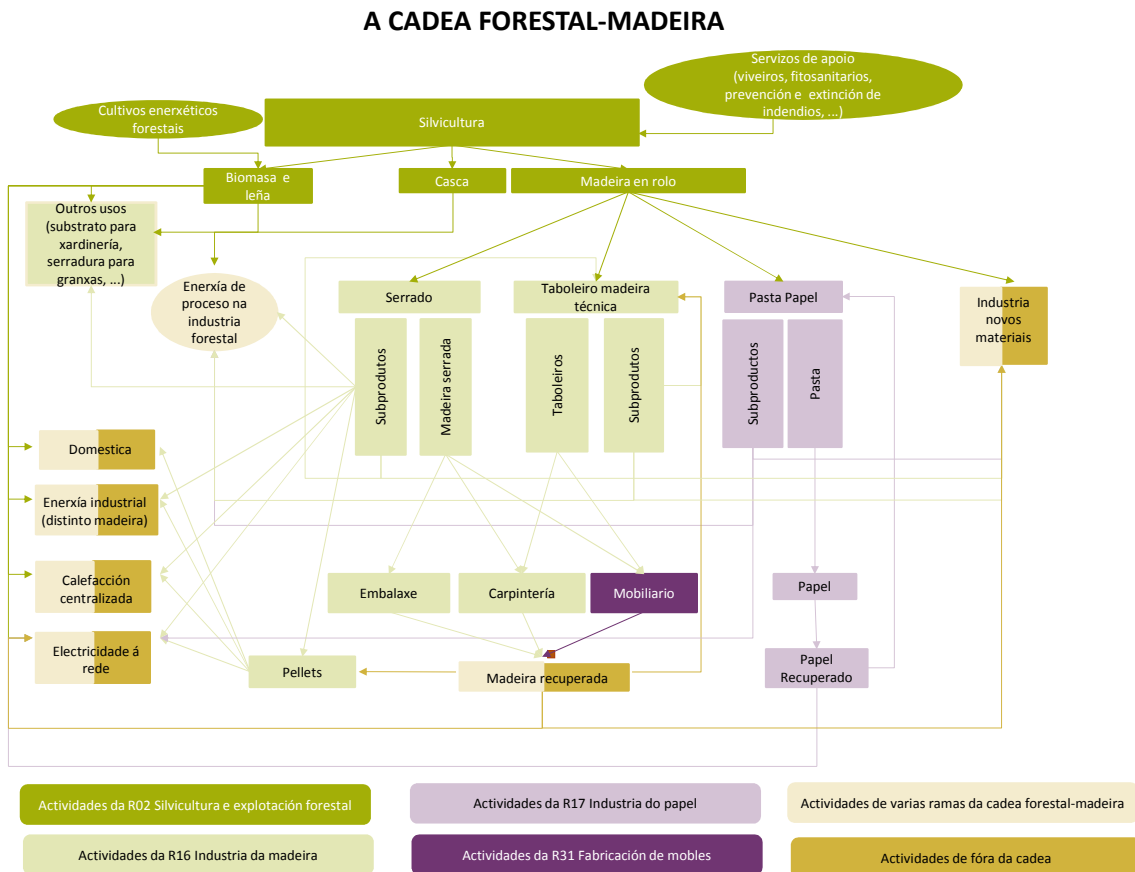 A CADEA FORESTAL-MADEIRA
Servizos de apoio
(viveiros, fitosanitarios,
prevención e extinción de
indendios, ...)
Cultivos enerxéticos
forestais
Silvicultura
Biomasa e
leña
Casca
Madeira en rolo
Outros usos
(substrato para
xardinería,
serradura para
granxas, ...)
Enerxía de
proceso na
industria
forestal
Serrado
Taboleiro madeira
técnica
Pasta Papel
Industria
novos
materiais
Subprodutos
Madeira serrada
Taboleiros
Subprodutos
Subproductos
Pasta
Domestica
Enerxía industrial
(distinto madeira)
Calefacción
centralizada
Electricidade á
rede
Embalaxe
Carpintería
Mobiliario
Papel
Pellets
Madeira recuperada
Papel
Recuperado
Actividades da R02 Silvicultura e explotación forestal
Actividades da R17 Industria do papel
Actividades de varias ramas da cadea forestal-madeira
Actividades da R16 Industria da madeira
Actividades da R31 Fabricación de mobles
Actividades de fóra da cadea